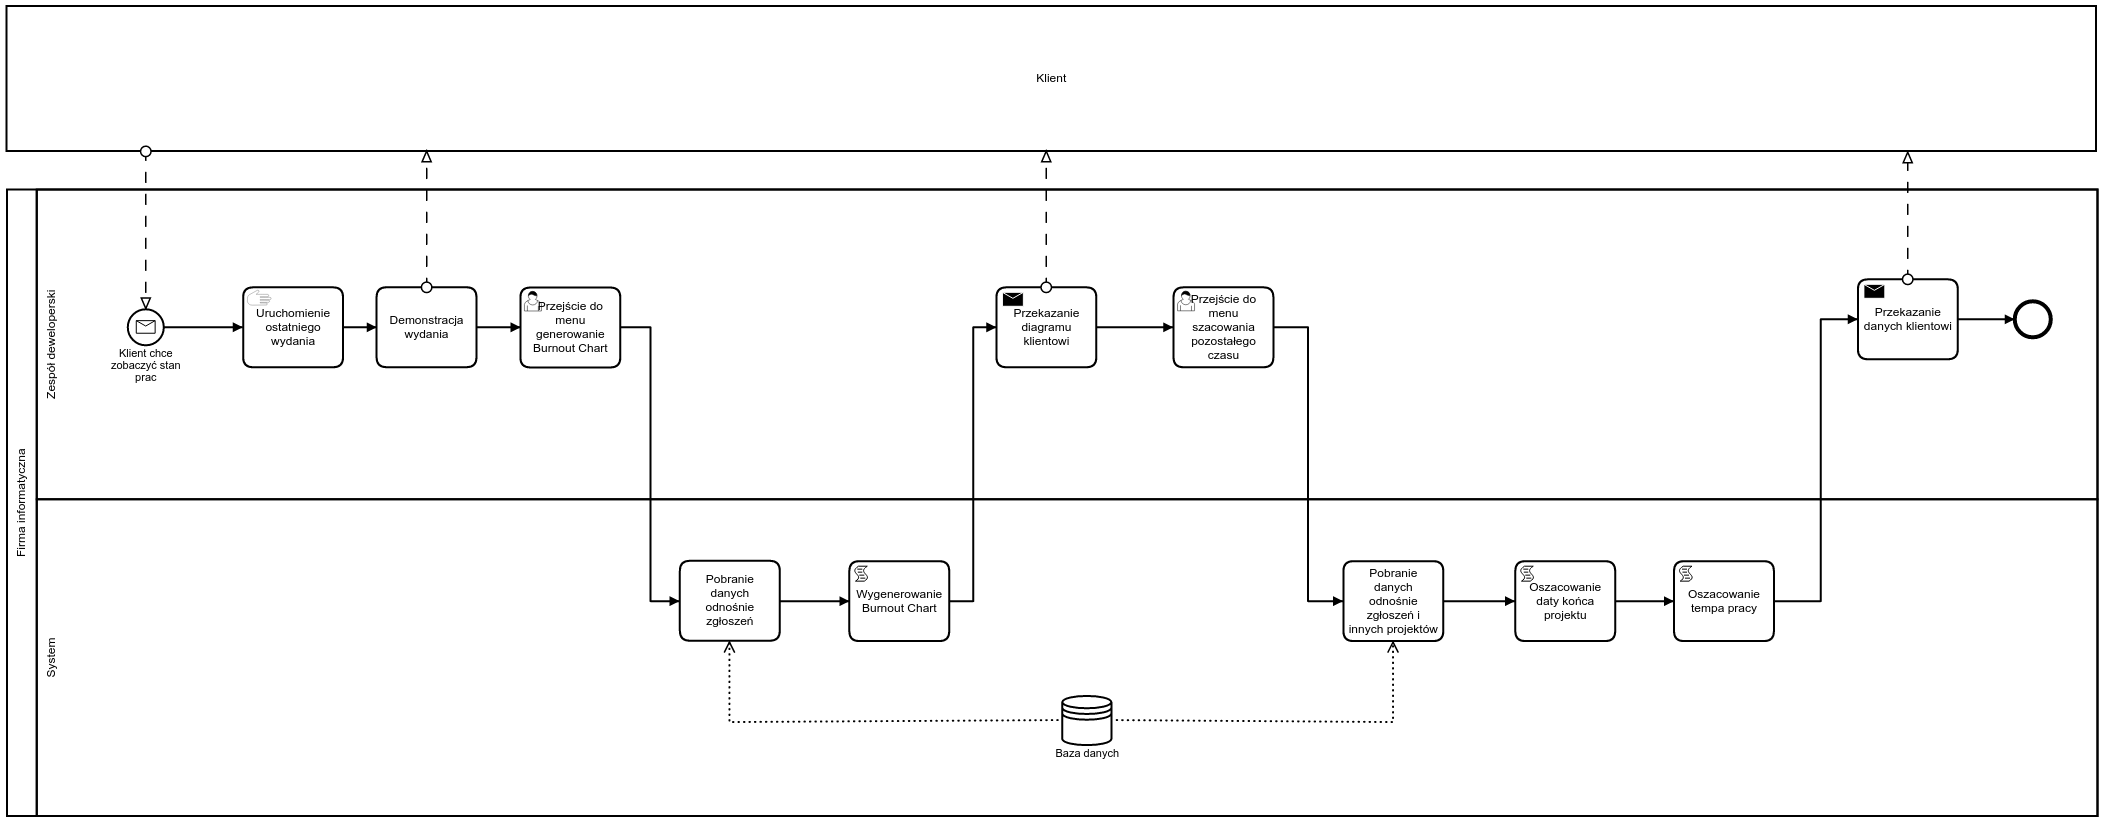 Klient
Firma informatyczna
Zespół deweloperski
Klient chce
zobaczyć stan
prac
Uruchomienie
ostatniego
wydania
Demonstracja
wydania
Przejście do
menu
generowanie
Burnout Chart
Przekazanie
diagramu
klientowi
Przejście do
menu
szacowania
pozostałego
czasu
Przekazanie
danych klientowi
System
Pobranie
danych
odnośnie
zgłoszeń
Wygenerowanie
Burnout Chart
Pobranie
danych
odnośnie
zgłoszeń i
innych projektów
Oszacowanie
daty końca
projektu
Oszacowanie
tempa pracy
Baza danych